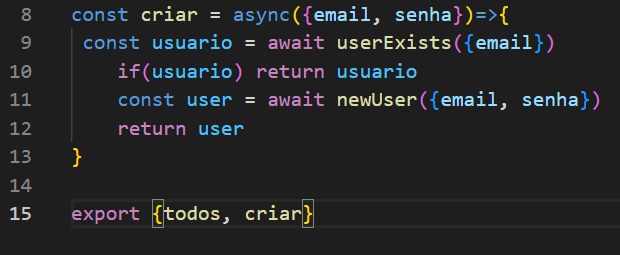 8 const criar = async({email, senha})=>{
9 const usuario = await userExists({email})
10 if(usuario) return usuario
11 const user = await newUser({email, senha})
12 return user
13 }
14
15 export {todos, criar}